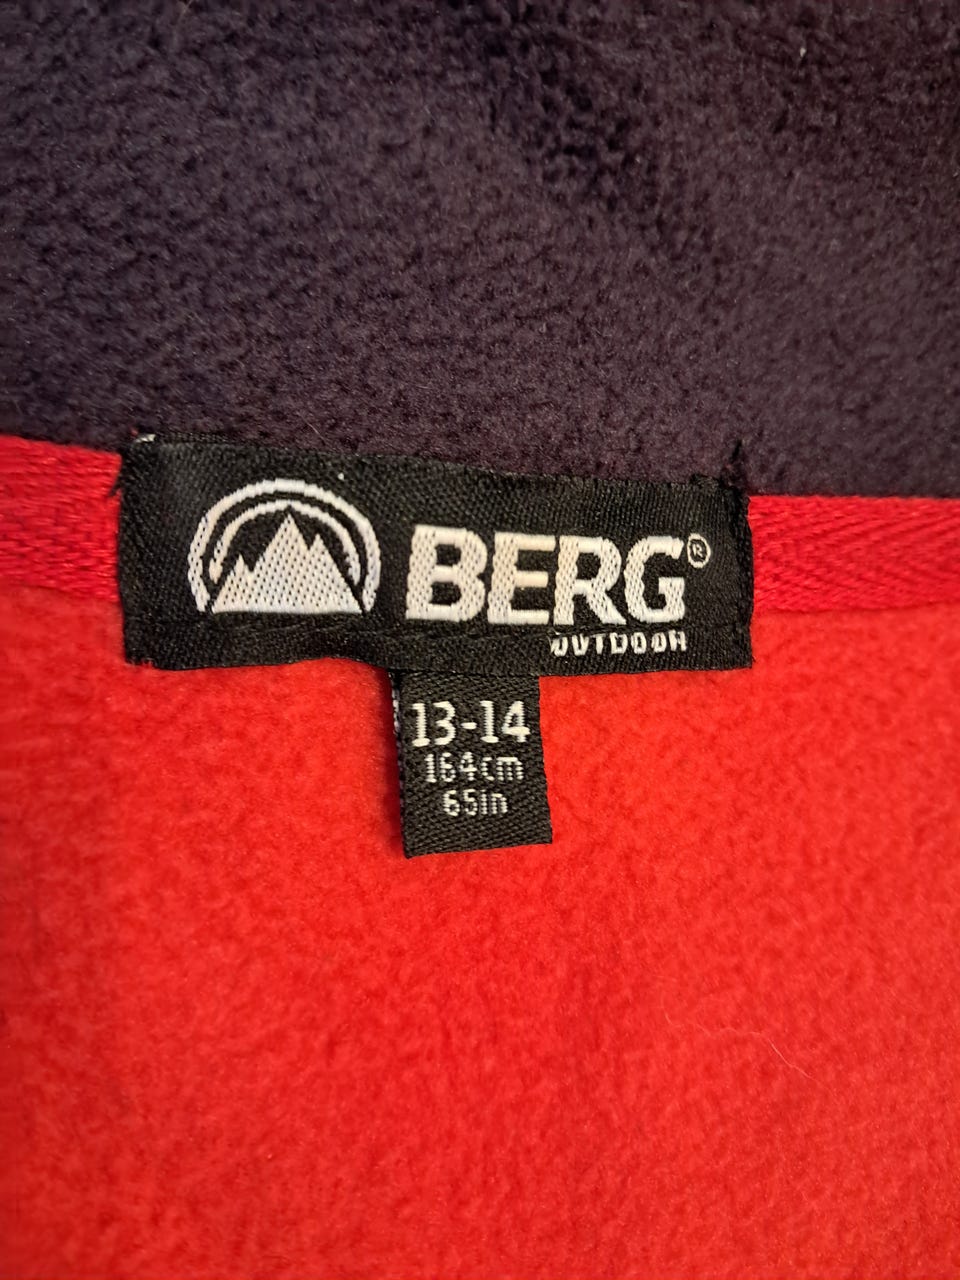 BERG®
OUTDOOR
13-14
164cm
65in